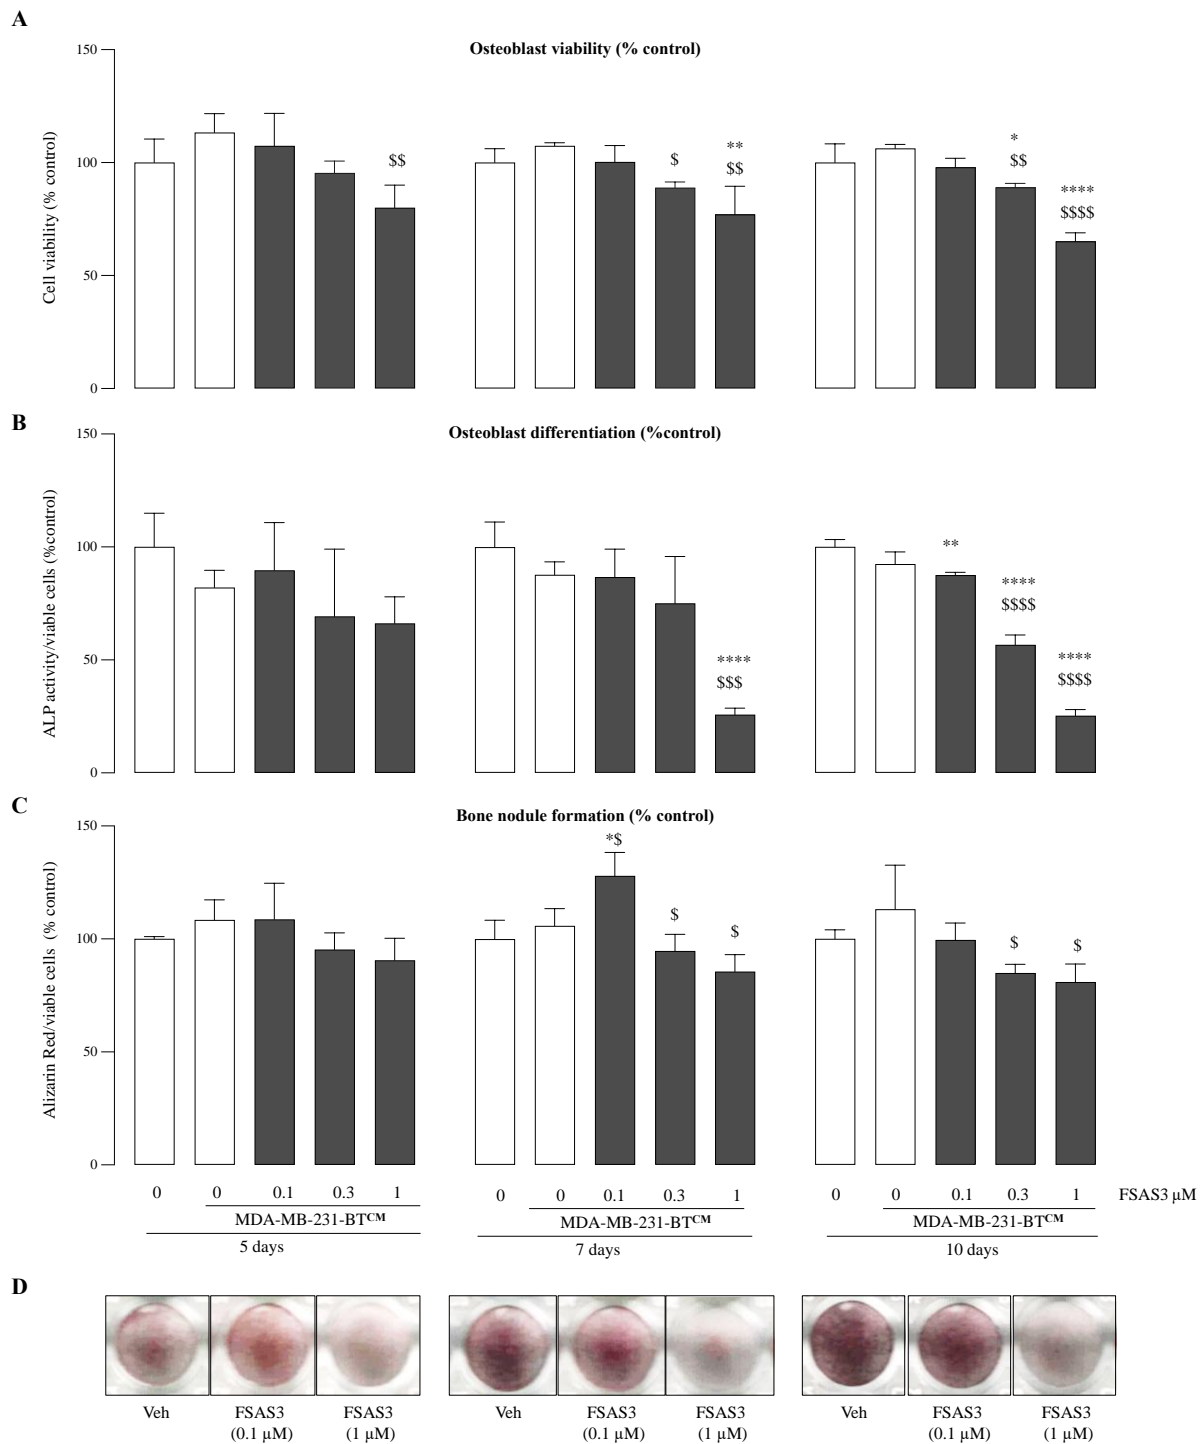 A
Osteoblast viability (% control)
Cell viability (% control)
150
100
50
0
$$
$
**
$$
*
$$
****
$$$$
B
Osteoblast differentiation (%control)
ALP activity/viable cells (%control)
150
100
50
0
****
$$$
**
****
$$$$
****
$$$$
C
Bone nodule formation (% control)
Alizarin Red/viable cells (% control)
150
100
50
0
*$
$
$
$
$
0 0 0.1 0.3 1 0 0 0.1 0.3 1 0 0 0.1 0.3 1 FSAS3 µM
MDA-MB-231-BTCM MDA-MB-231-BTCM MDA-MB-231-BTCM
5 days 7 days 10 days
D
Veh FSAS3 FSAS3 Veh FSAS3 FSAS3 Veh FSAS3 FSAS3
(0.1 µM) (1 µM) (0.1 µM) (1 µM) (0.1 µM) (1 µM)